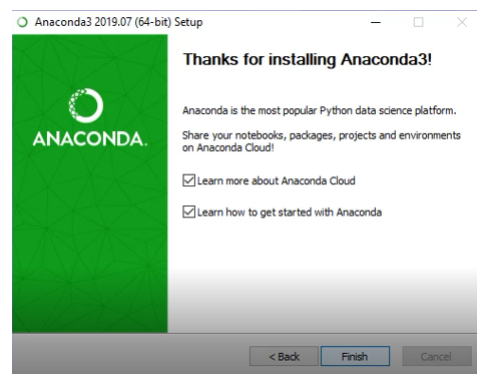 Anaconda3 2019.07 (64-bit) Setup
Thanks for installing Anaconda3!
ANACONDA.
Anaconda is the most popular Python data science platform.
Share your notebooks, packages, projects and environments
on Anaconda Cloud!
Learn more about Anaconda Cloud
Learn how to get started with Anaconda
< Back
Finish
Cancel